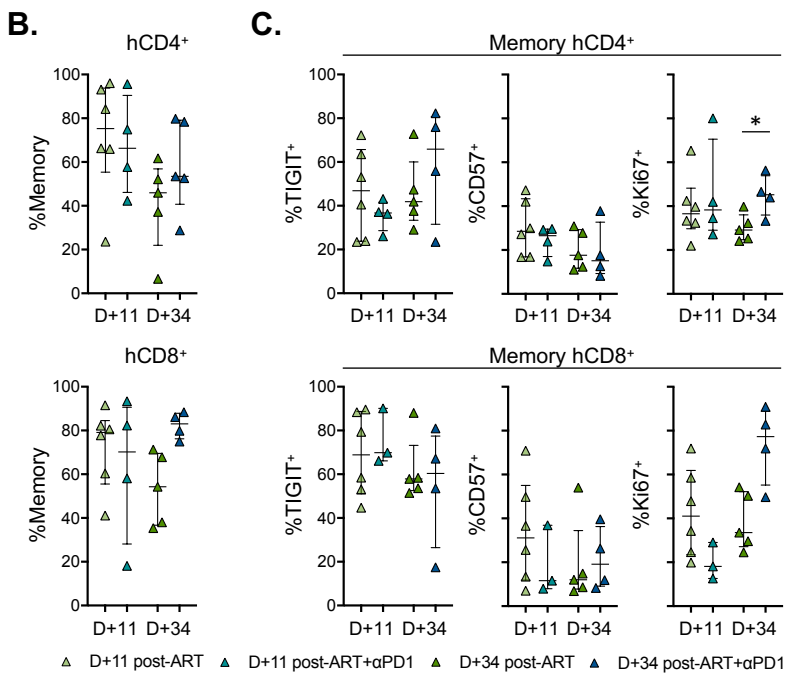 B.
hCD4⁺
%Memory
100
80
60
40
20
0
D+11 D+34
C.
Memory hCD4⁺
%TIGIT⁺
100
80
60
40
20
0
D+11 D+34
%CD57⁺
D+11 D+34
%Ki67⁺
*
D+11 D+34
hCD8⁺
%Memory
100
80
60
40
20
0
D+11 D+34
Memory hCD8⁺
%TIGIT⁺
100
80
60
40
20
0
D+11 D+34
%CD57⁺
D+11 D+34
%Ki67⁺
D+11 D+34
D+11 post-ART D+11 post-ART+αPD1 D+34 post-ART D+34 post-ART+αPD1